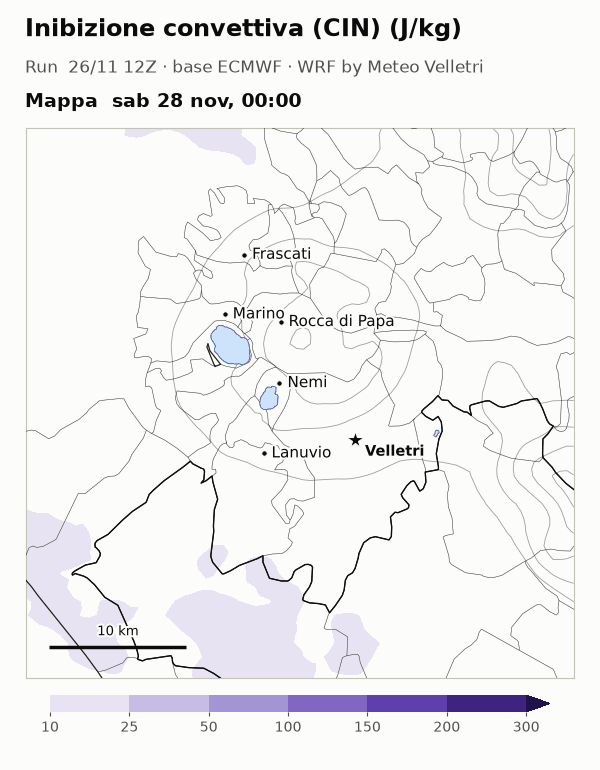 Inibizione convettiva (CIN) (J/kg)
Run  26/11 12Z · base ECMWF · WRF by Meteo Velletri
Mappa  sab 28 nov, 00:00
Frascati
Marino
Rocca di Papa
Nemi
Velletri
Lanuvio
10 km
10 25 50 100 150 200 300